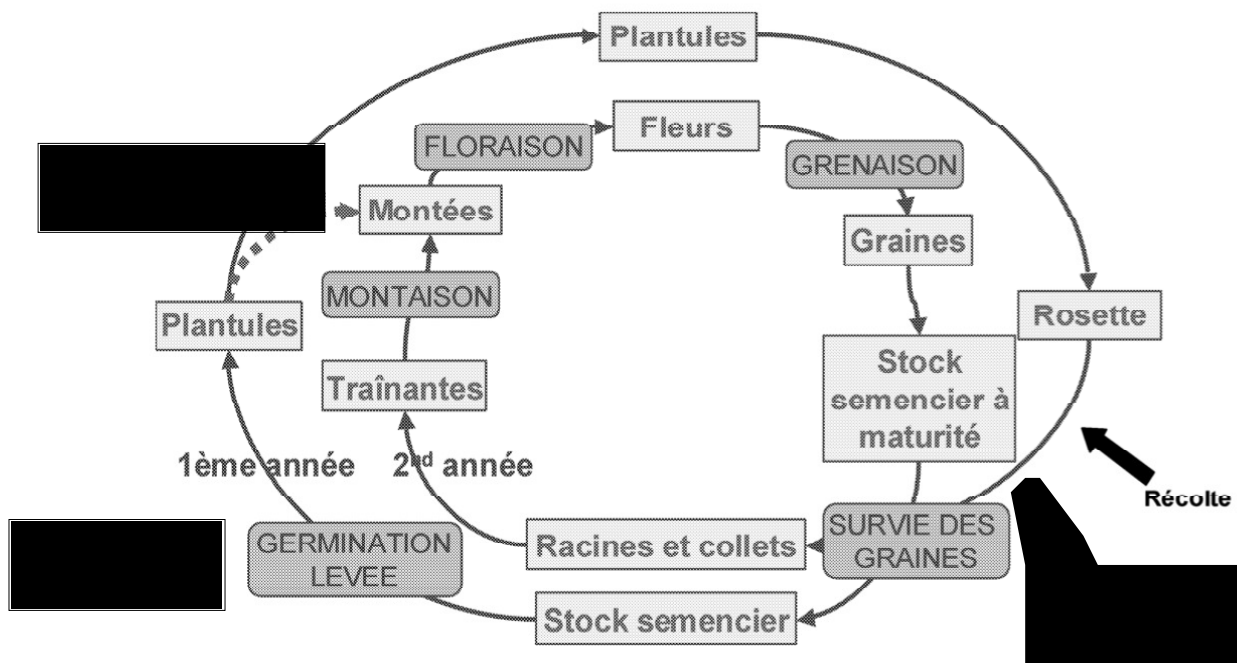 Plantules
Fleurs
FLORAISON
GRENAISON
Montées
Graines
MONTAISON
Plantules
Rosette
Traînantes
Stock
semencier à
maturité
1ème année
2nd année
Récolte
GERMINATION
LEVEE
Racines et collets
SURVIE DES
GRAINES
Stock semencier